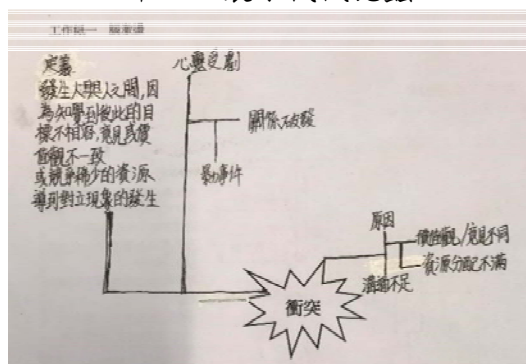 工作紙一
定義
發生人與人之間,因
為知覺到彼此的目
標不相容,意見或價
值觀不一致
或競爭稀少的資源、
導到對立現象的發生
心靈受創
關係破裂
暴力事件
原因
價值觀/意見不同
資源分配不滿
溝通不足
衝突